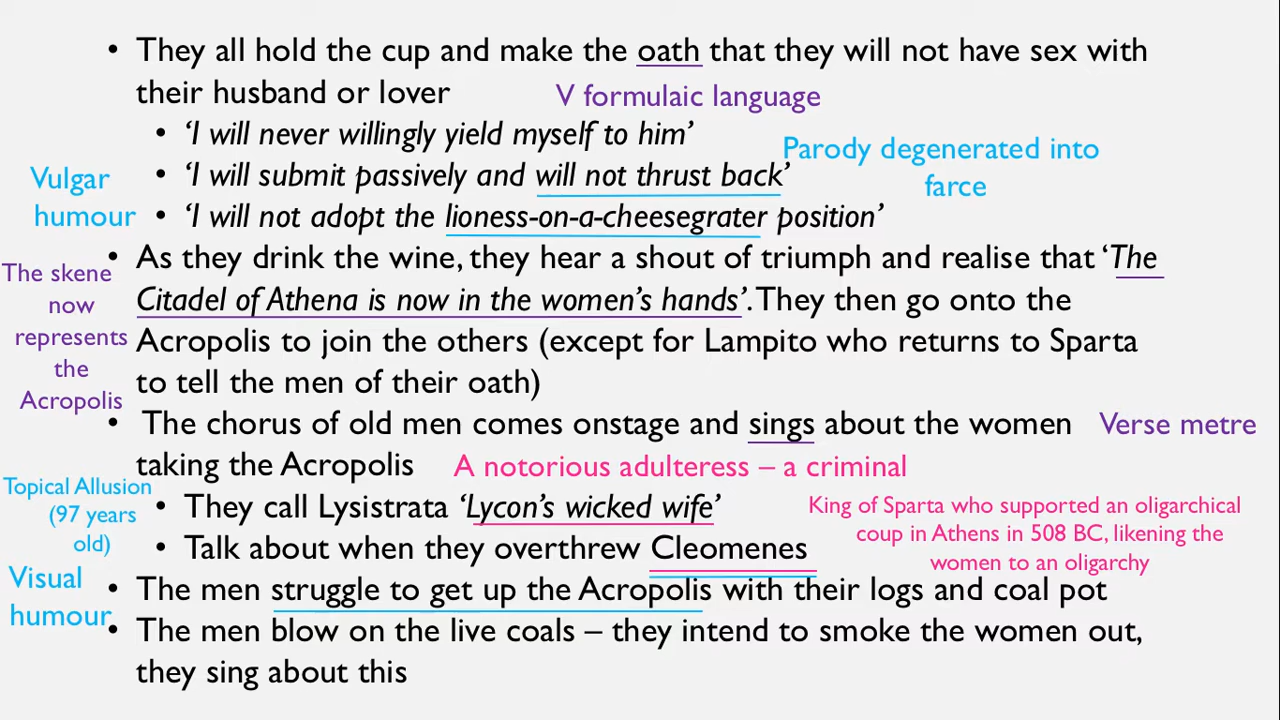 • They all hold the cup and make the oath that they will not have sex with
their husband or lover
V formulaic language
• ‘I will never willingly yield myself to him’
Parody degenerated into
farce
• ‘I will submit passively and will not thrust back’
Vulgar
humour
• ‘I will not adopt the lioness-on-a-cheesegrater position’
• As they drink the wine, they hear a shout of triumph and realise that ‘The
Citadel of Athena is now in the women’s hands’. They then go onto the
Acropolis to join the others (except for Lampito who returns to Sparta
to tell the men of their oath)
The skene
now
represents
the
Acropolis
• The chorus of old men comes onstage and sings about the women
taking the Acropolis
Verse metre
A notorious adulteress – a criminal
• They call Lysistrata ‘Lycon’s wicked wife’
Topical Allusion
(97 years
old)
King of Sparta who supported an oligarchical
coup in Athens in 508 BC, likening the
women to an oligarchy
• Talk about when they overthrew Cleomenes
Visual
humour
• The men struggle to get up the Acropolis with their logs and coal pot
• The men blow on the live coals – they intend to smoke the women out,
they sing about this